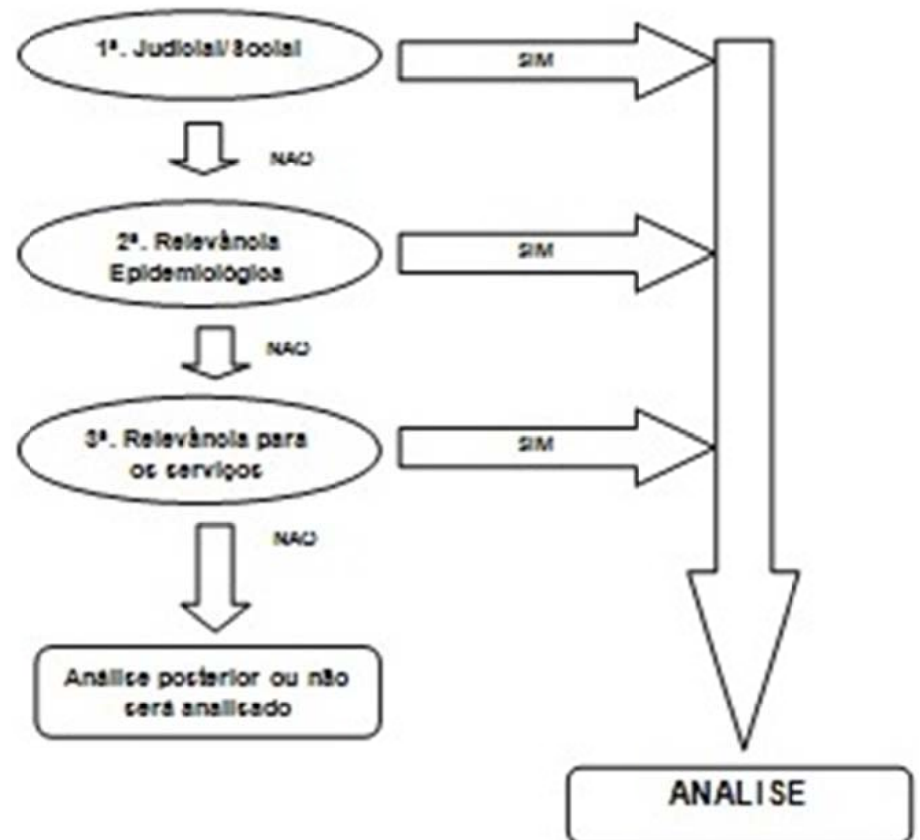 1ª. Judicial/Social
SIM
NAO
2ª. Relevância
Epidemiológica
SIM
NAO
3ª. Relevância para
os serviços
SIM
NAO
Análise posterior ou não
será analisado
ANALISE